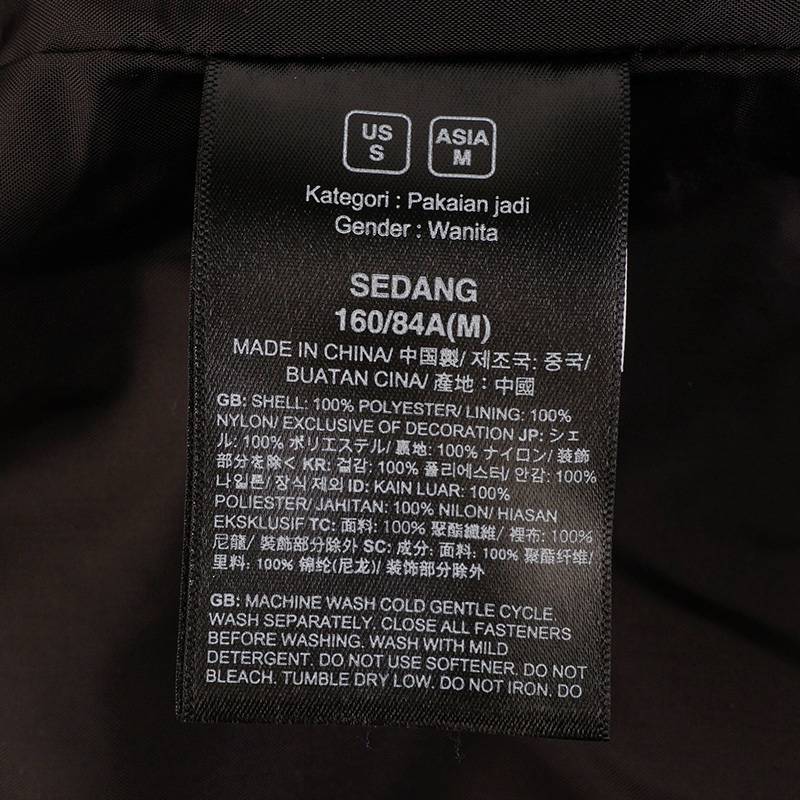 US
S
ASIA
M
Kategori : Pakaian jadi
Gender : Wanita
SEDANG
160/84A(M)
MADE IN CHINA/ 中国製/ 제조국: 중국/
BUATAN CINA/ 產地：中國
GB: SHELL: 100% POLYESTER/ LINING: 100%
NYLON/ EXCLUSIVE OF DECORATION JP: シェ
ル: 100% ポリエステル/ 裏地: 100% ナイロン/ 装飾
部分を除く KR: 겉감: 100% 폴리에스터/ 안감: 100%
나일론/ 장식 제외 ID: KAIN LUAR: 100%
POLIESTER/ JAHITAN: 100% NILON/ HIASAN
EKSKLUSIF TC: 面料: 100% 聚酯纖維/ 裡布: 100%
尼龍/ 裝飾部分除外 SC: 成分: 面料: 100% 聚酯纤维/
里料: 100% 锦纶(尼龙)/ 装饰部分除外
GB: MACHINE WASH COLD GENTLE CYCLE.
WASH SEPARATELY. CLOSE ALL FASTENERS
BEFORE WASHING. WASH WITH MILD
DETERGENT. DO NOT USE SOFTENER. DO NOT
BLEACH. TUMBLE DRY LOW. DO NOT IRON. DO